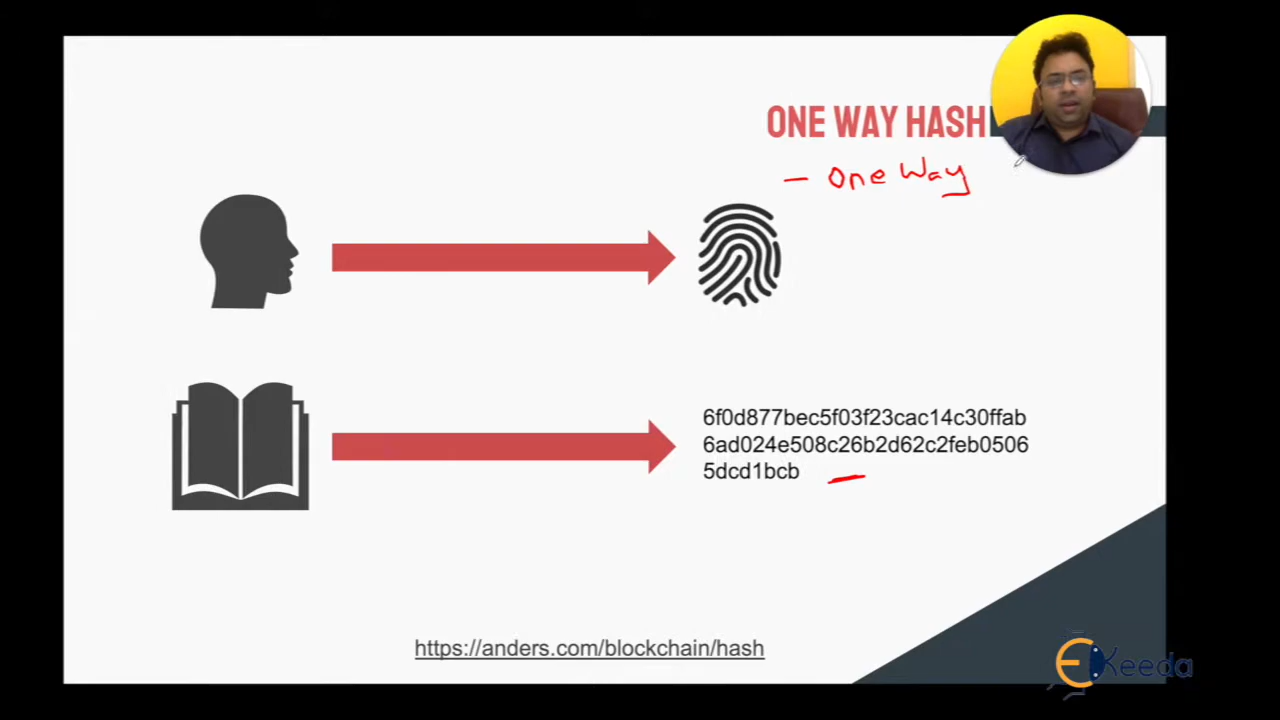 ONE WAY HASH
- One Way
6f0d877bec5f03f23cac14c30ffab
6ad024e508c26b2d62c2feb0506
5dcd1bcb
https://anders.com/blockchain/hash
EKeeda